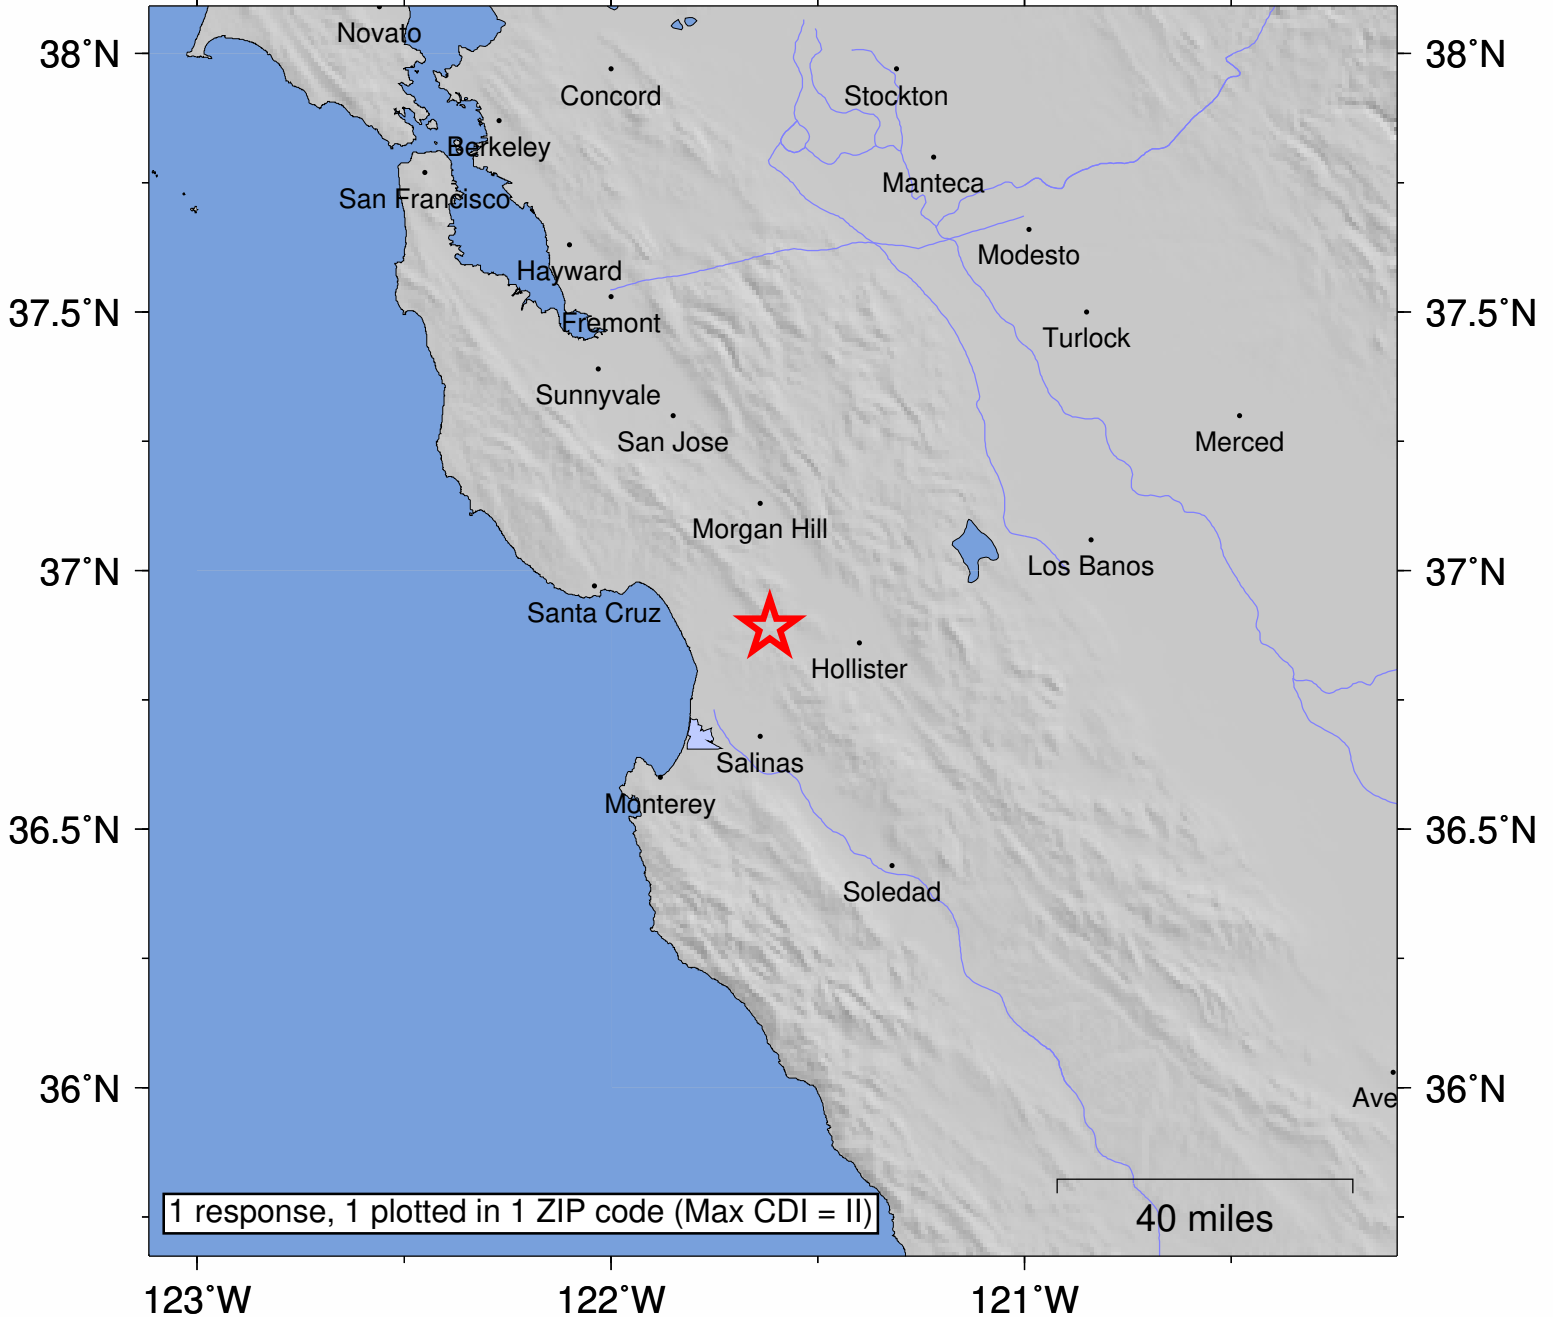 Novato
38˚N
38˚N
Concord
Stockton
Berkeley
Manteca
San Francisco
Modesto
Hayward
37.5˚N
37.5˚N
Fremont
Turlock
Sunnyvale
San Jose
Merced
Morgan Hill
37˚N
37˚N
Los Banos
Santa Cruz
Hollister
Salinas
Monterey
36.5˚N
36.5˚N
Soledad
36˚N
36˚N
Ave
1 response, 1 plotted in 1 ZIP code (Max CDI = II)
40 miles
123˚W
122˚W
121˚W